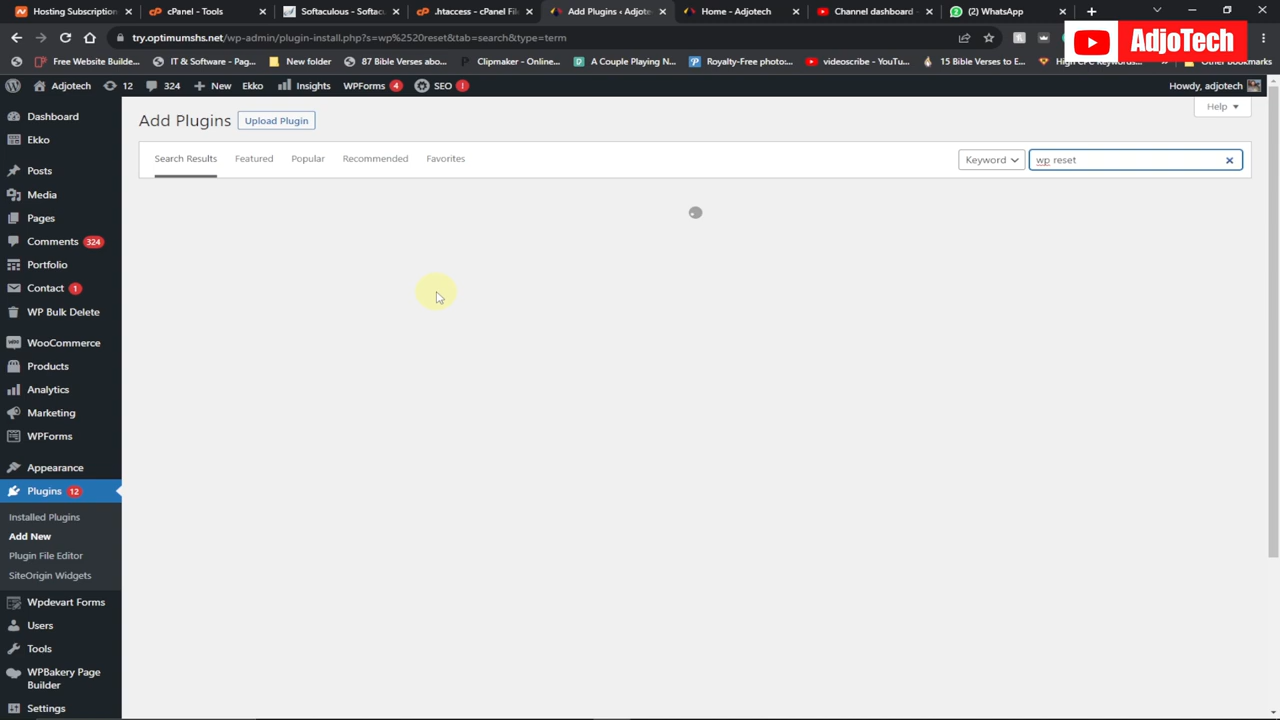 Hosting Subscription
cPanel - Tools
Softaculous - Softac
.htaccess - cPanel File
Add Plugins ‹ Adjote
Home - Adjotech
Channel dashboard
(2) WhatsApp
try.optimumshs.net/wp-admin/plugin-install.php?s=wp%2520reset&tab=search&type=term
Free Website Builde...
IT & Software - Pag...
New folder
Bible Verses abo...
Clipmaker - Online...
A Couple Playing N...
Royalty-Free photo...
videoscribe - YouTu...
15 Bible Verses to E...
High CPC Keywords...
Other bookmarks
AdjoTech
Adjotech
12
324
New
Ekko
Insights
WPForms 4
SEO !
Howdy, adjotech
Help
Add Plugins
Upload Plugin
Search Results
Featured
Popular
Recommended
Favorites
Keyword
wp reset
Dashboard
Ekko
Posts
Media
Pages
Comments 324
Portfolio
Contact 1
WP Bulk Delete
WooCommerce
Products
Analytics
Marketing
WPForms
Appearance
Plugins 12
Installed Plugins
Add New
Plugin File Editor
SiteOrigin Widgets
Wpdevart Forms
Users
Tools
WPBakery Page
Builder
Settings